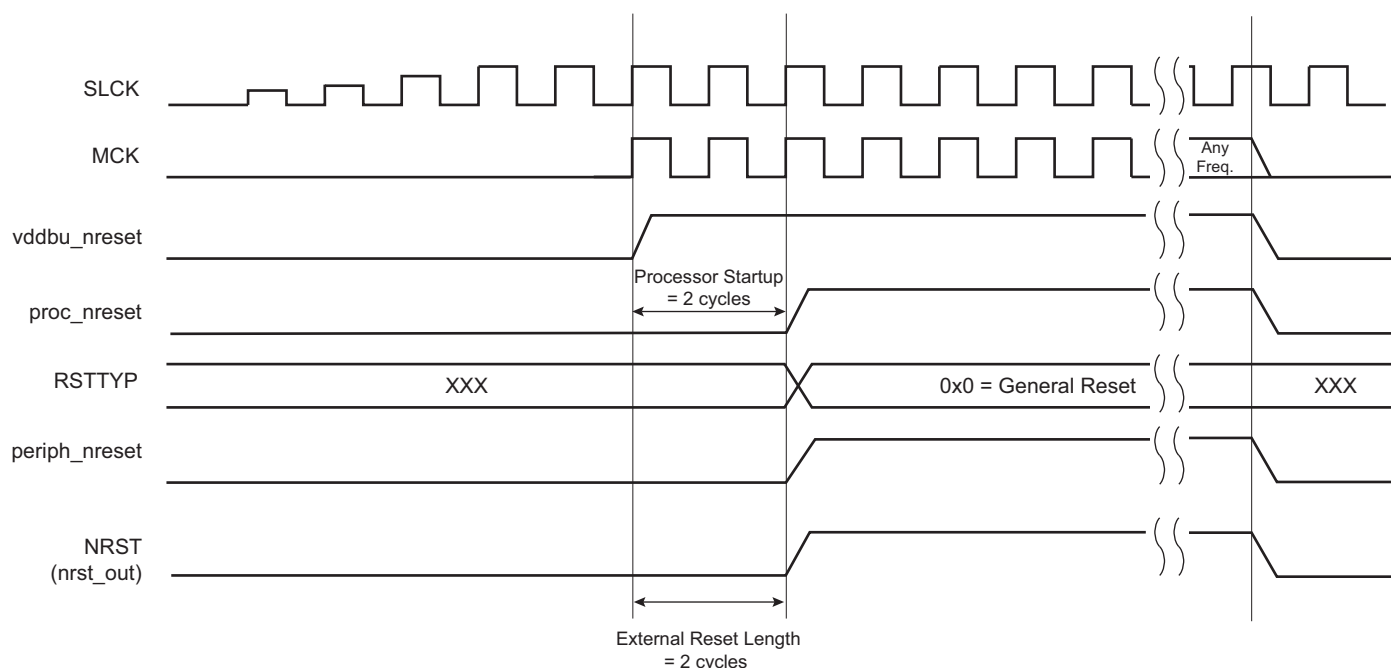 SLCK
MCK
Any
Freq.
vddbu_nreset
Processor Startup
= 2 cycles
proc_nreset
RSTTYP
XXX
0x0 = General Reset
XXX
periph_nreset
NRST
(nrst_out)
External Reset Length
= 2 cycles